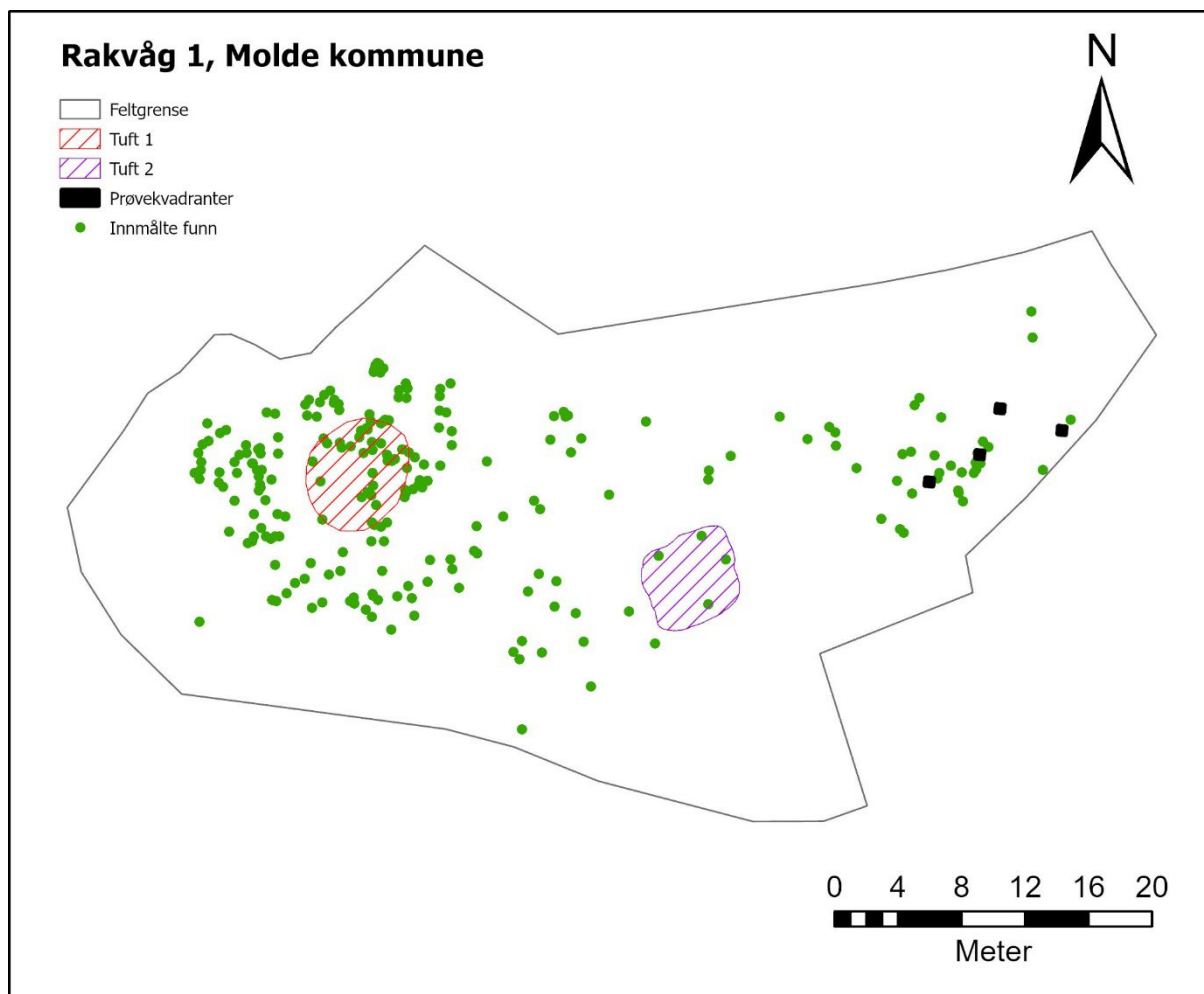 Rakvåg 1, Molde kommune
N
Feltgrense
Tuft 1
Tuft 2
Prøvekvadranter
Innmålte funn
0 4 8 12 16 20
Meter